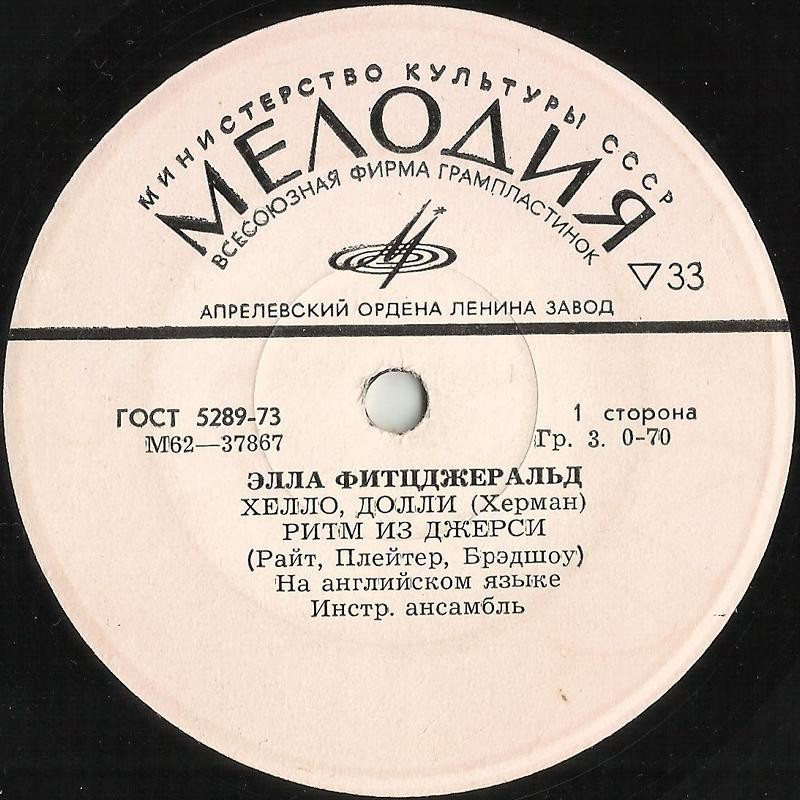 МИНИСТЕРСТВО КУЛЬТУРЫ СССР
МЕЛОДИЯ
ВСЕСОЮЗНАЯ ФИРМА ГРАМПЛАСТИНОК
▽33
АПРЕЛЕВСКИЙ ОРДЕНА ЛЕНИНА ЗАВОД
ГОСТ 5289-73
1 сторона
М62—37867
Гр. 3. 0-70
ЭЛЛА ФИТЦДЖЕРАЛЬД
ХЕЛЛО, ДОЛЛИ (Херман)
РИТМ ИЗ ДЖЕРСИ
(Райт, Плейтер, Брэдшоу)
На английском языке
Инстр. ансамбль